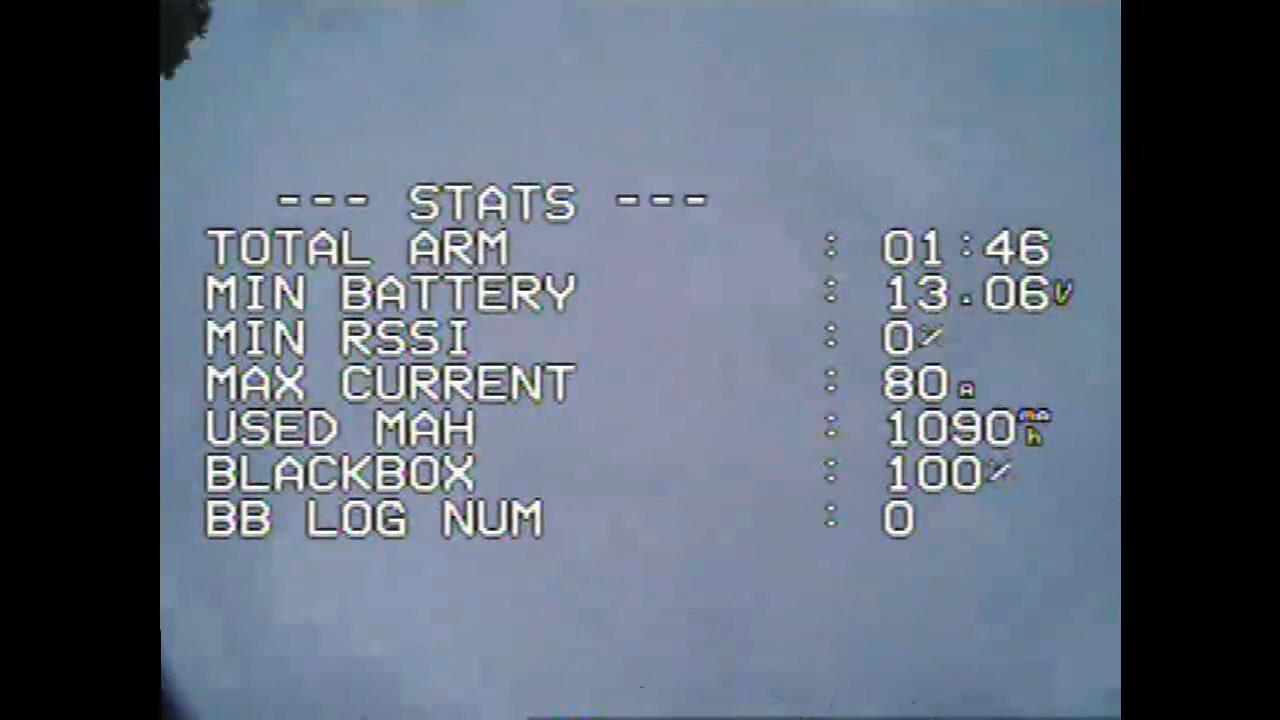 --- STATS ---
TOTAL ARM : 01:46
MIN BATTERY : 13.06V
MIN RSSI : 0%
MAX CURRENT : 80A
USED MAH : 1090mAh
BLACKBOX : 100%
BB LOG NUM : 0